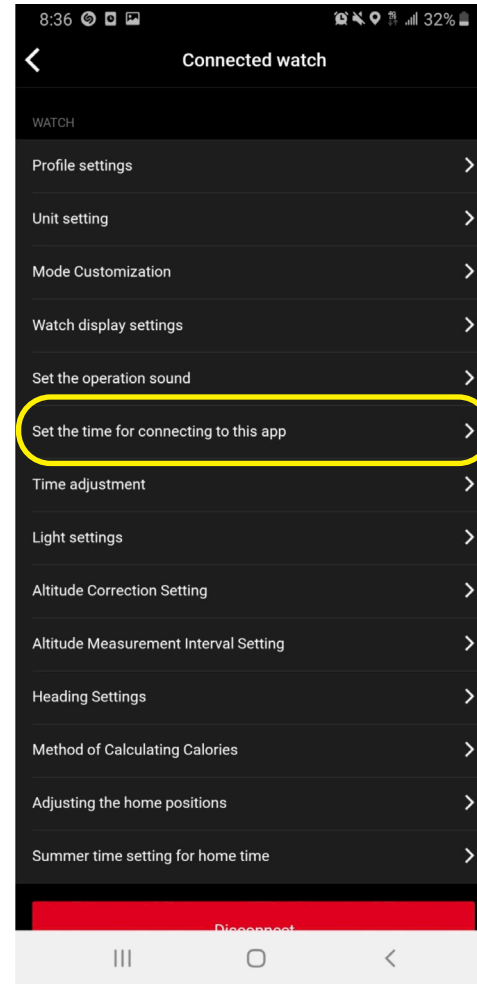 8:36 32%
Connected watch
WATCH
Profile settings
Unit setting
Mode Customization
Watch display settings
Set the operation sound
Set the time for connecting to this app
Time adjustment
Light settings
Altitude Correction Setting
Altitude Measurement Interval Setting
Heading Settings
Method of Calculating Calories
Adjusting the home positions
Summer time setting for home time
Disconnect